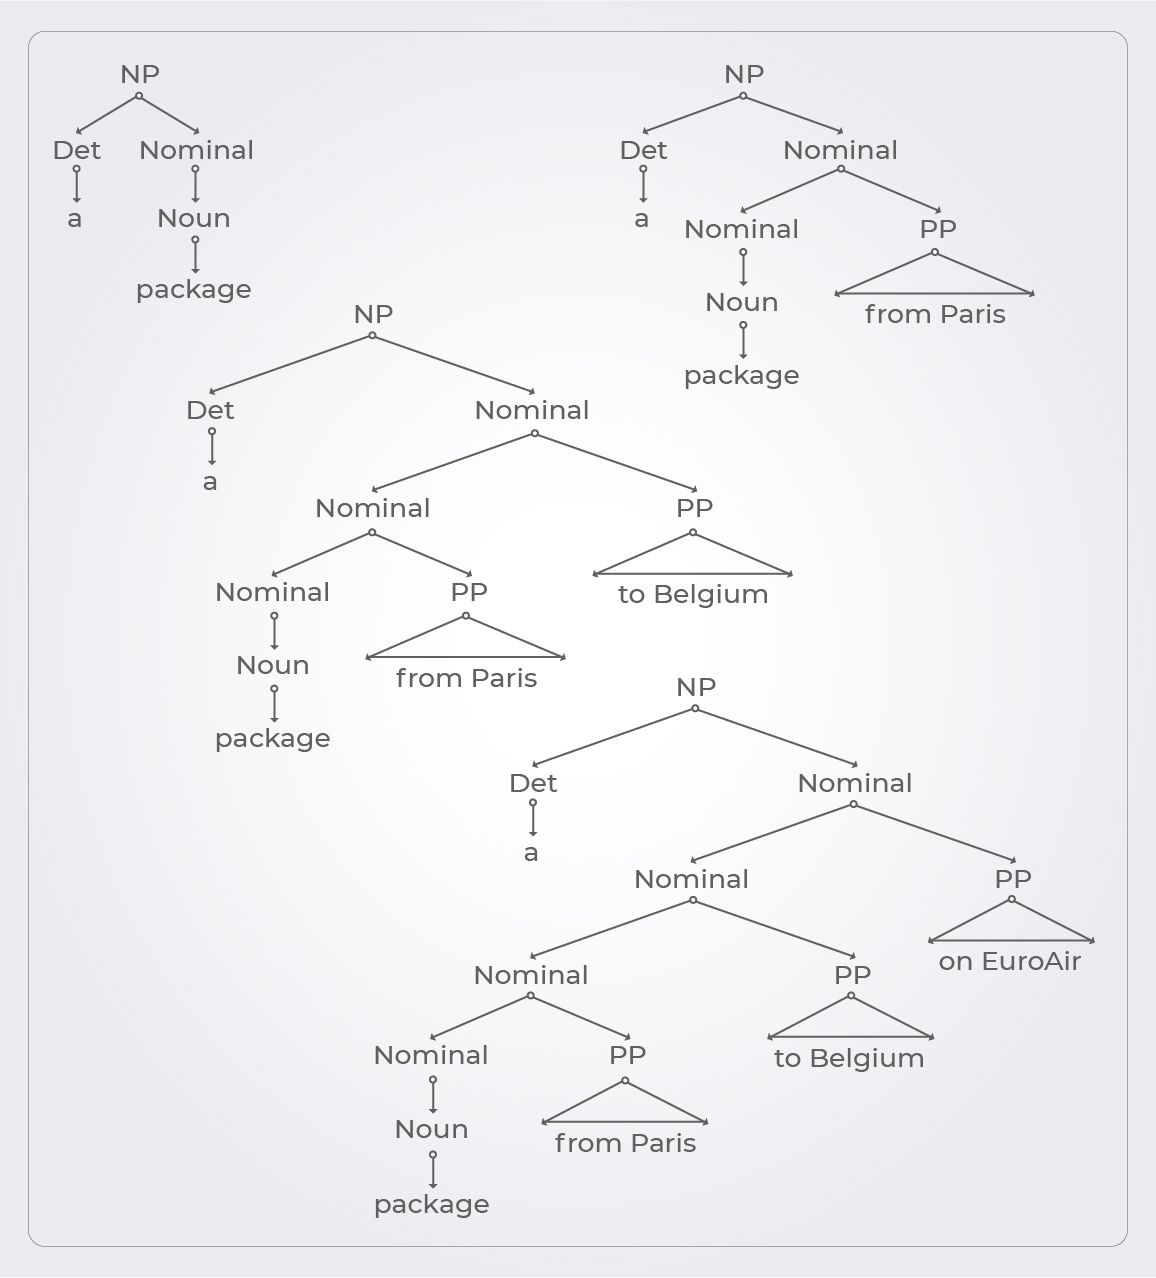 NP
Det Nominal
a
Noun
package
NP
Det Nominal
a
Nominal PP
Noun from Paris
package
NP
Det Nominal
a
Nominal PP
Nominal PP to Belgium
Noun from Paris
package
NP
Det Nominal
a
Nominal PP
on EuroAir
Nominal PP
Nominal PP to Belgium
Noun from Paris
package